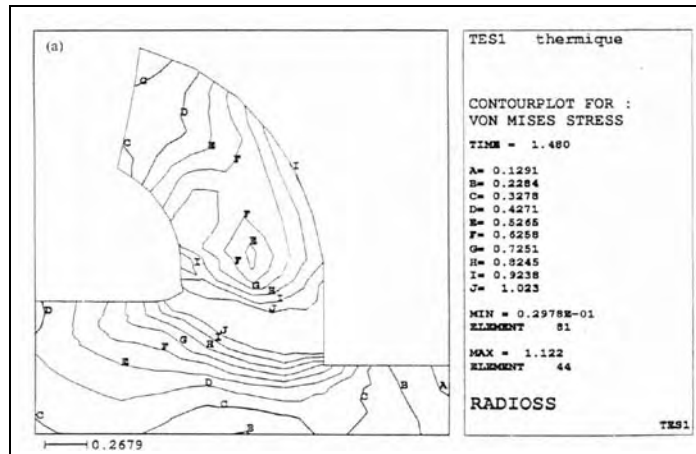 (a)
G
D
C
E
F
I
F
E
F
I
G H
I
J
D
J
I
G H
F
E
D
C
C
B
C
B
A
0.2679
TES1 thermique
CONTOURPLOT FOR :
VON MISES STRESS
TIME = 1.480
A= 0.1291
B= 0.2284
C= 0.3278
D= 0.4271
E= 0.5265
F= 0.6258
G= 0.7251
H= 0.8245
I= 0.9238
J= 1.023
MIN = 0.2978E-01
ELEMENT 81
MAX = 1.122
ELEMENT 44
RADIOSS
TES1